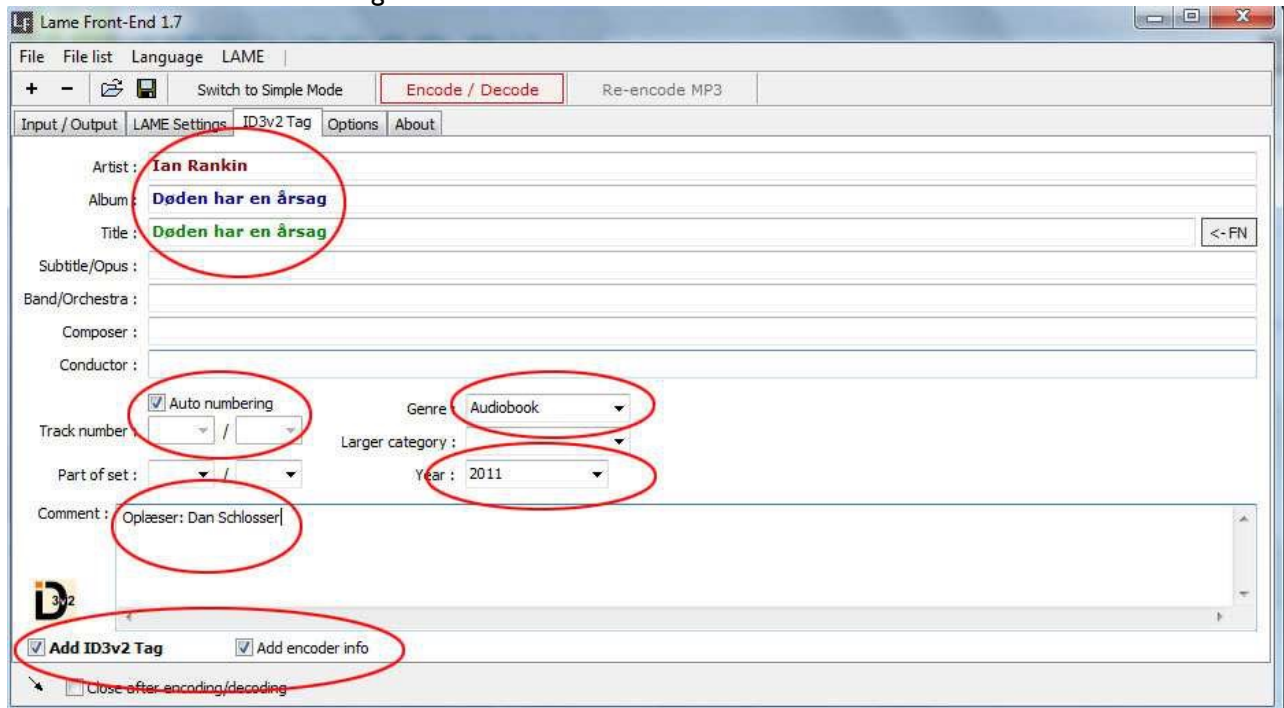 g
LF Lame Front-End 1.7
File File list Language LAME
+ - Switch to Simple Mode Encode / Decode Re-encode MP3
Input / Output LAME Settings ID3v2 Tag Options About
Artist : Ian Rankin
Album : Døden har en årsag
Title : Døden har en årsag <- FN
Subtitle/Opus :
Band/Orchestra :
Composer :
Conductor :
Auto numbering Genre : Audiobook
Track number : / Larger category :
Part of set : / Year : 2011
Comment : Oplæser: Dan Schlosser
iD3v2
Add ID3v2 Tag Add encoder info
Close after encoding/decoding